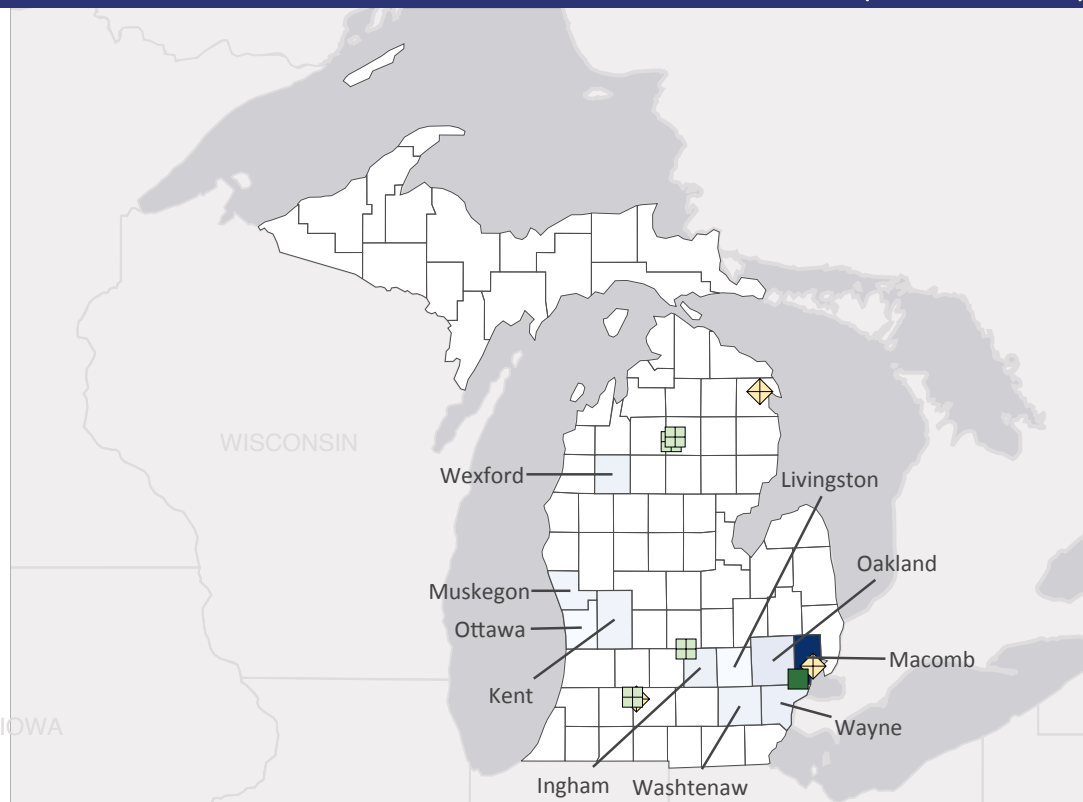 WISCONSIN
Wexford
Livingston
Oakland
Muskegon
Ottawa
Macomb
Kent
IOWA
Wayne
Ingham
Washtenaw